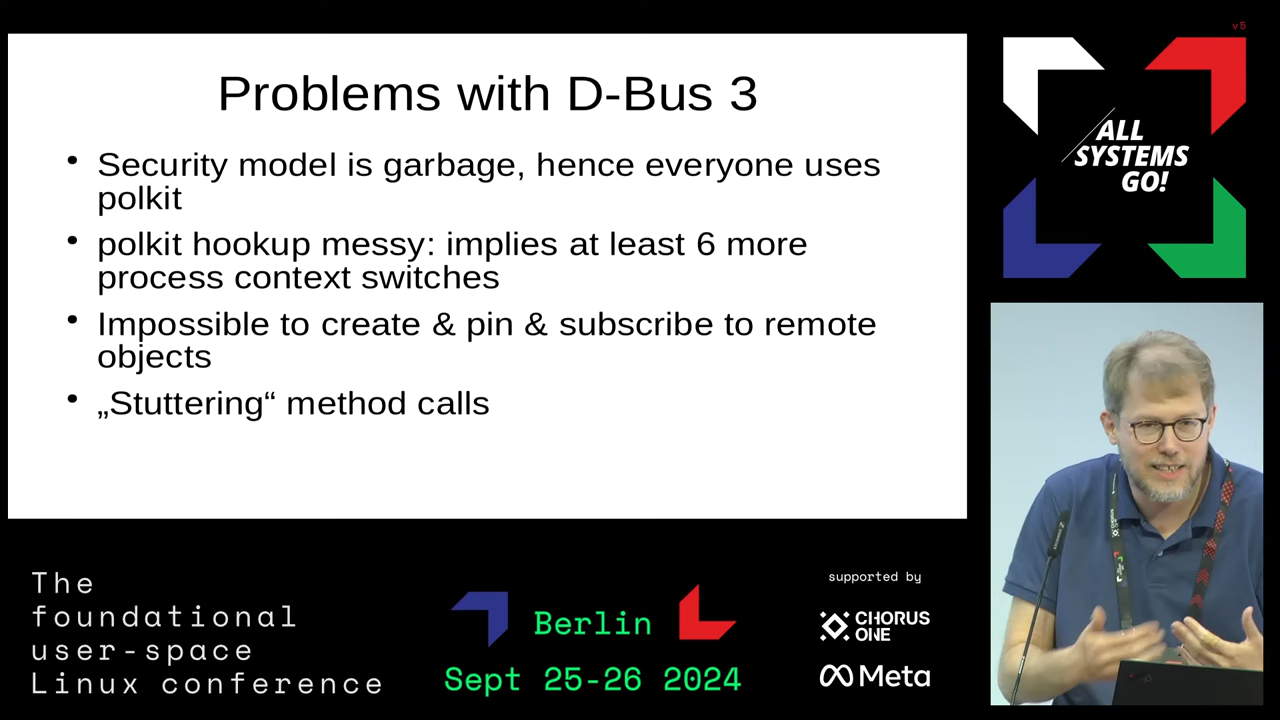 v5
Problems with D-Bus 3
• Security model is garbage, hence everyone uses
polkit
• polkit hookup messy: implies at least 6 more
process context switches
• Impossible to create & pin & subscribe to remote
objects
• „Stuttering“ method calls
ALL
SYSTEMS
GO!
The
foundational
user-space
Linux conference
Berlin
Sept 25-26 2024
supported by
CHORUS
ONE
Meta